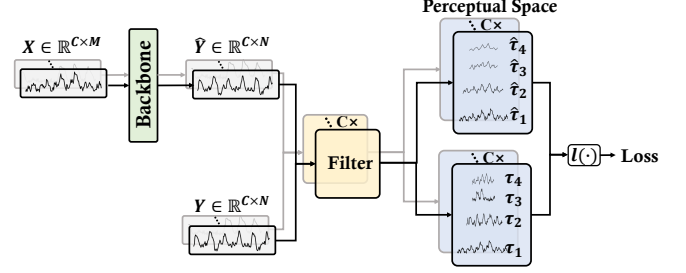 Perceptual Space
X ∈ ℝ^{C×M}
Ŷ ∈ ℝ^{C×N}
Backbone
C×
τ̂₄
τ̂₃
τ̂₂
τ̂₁
C×
Filter
l(·)
Loss
Y ∈ ℝ^{C×N}
C×
τ₄
τ₃
τ₂
τ₁